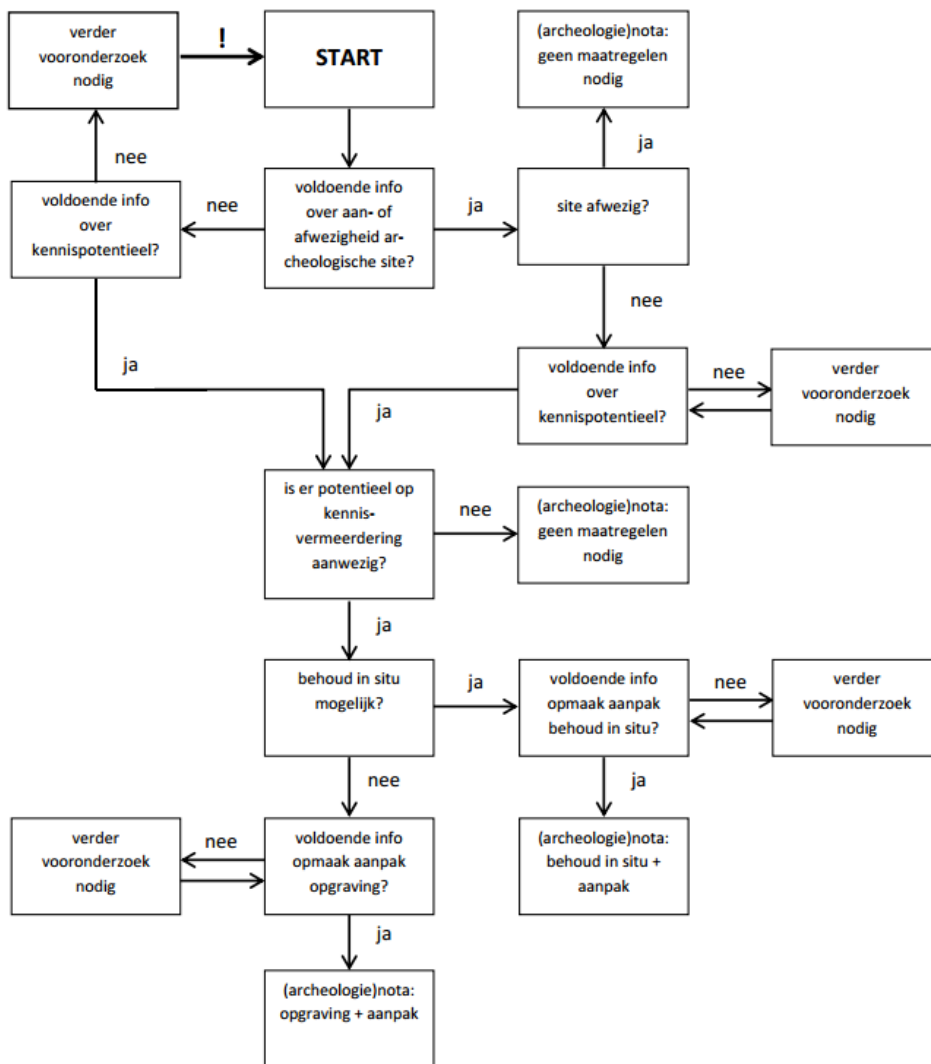 verder
vooronderzoek
nodig
!
START
(archeologie)nota:
geen maatregelen
nodig
nee
ja
voldoende info
over
kennispotentieel?
nee
voldoende info
over aan- of
afwezigheid ar-
cheologische site?
ja
site afwezig?
ja
nee
voldoende info
over
kennispotentieel?
nee
verder
vooronderzoek
nodig
ja
is er potentieel op
kennis-
vermeerdering
aanwezig?
nee
(archeologie)nota:
geen maatregelen
nodig
ja
behoud in situ
mogelijk?
ja
voldoende info
opmaak aanpak
behoud in situ?
nee
verder
vooronderzoek
nodig
nee
ja
verder
vooronderzoek
nodig
nee
voldoende info
opmaak aanpak
opgraving?
(archeologie)nota:
behoud in situ +
aanpak
ja
(archeologie)nota:
opgraving + aanpak